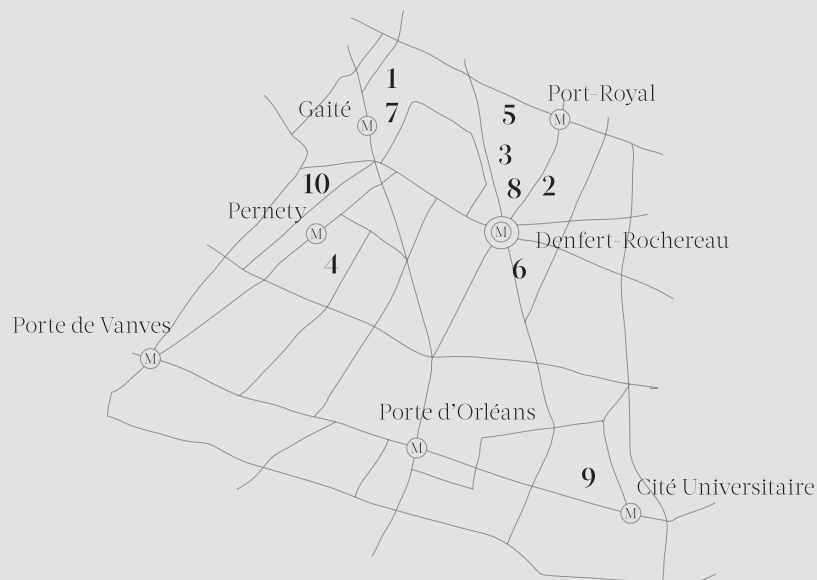 1
Port-Royal
Gaité
M
7
5
M
3
10
8
2
Pernety
M
M
Denfert-Rochereau
4
6
Porte de Vanves
M
Porte d'Orléans
M
9
Cité Universitaire
M